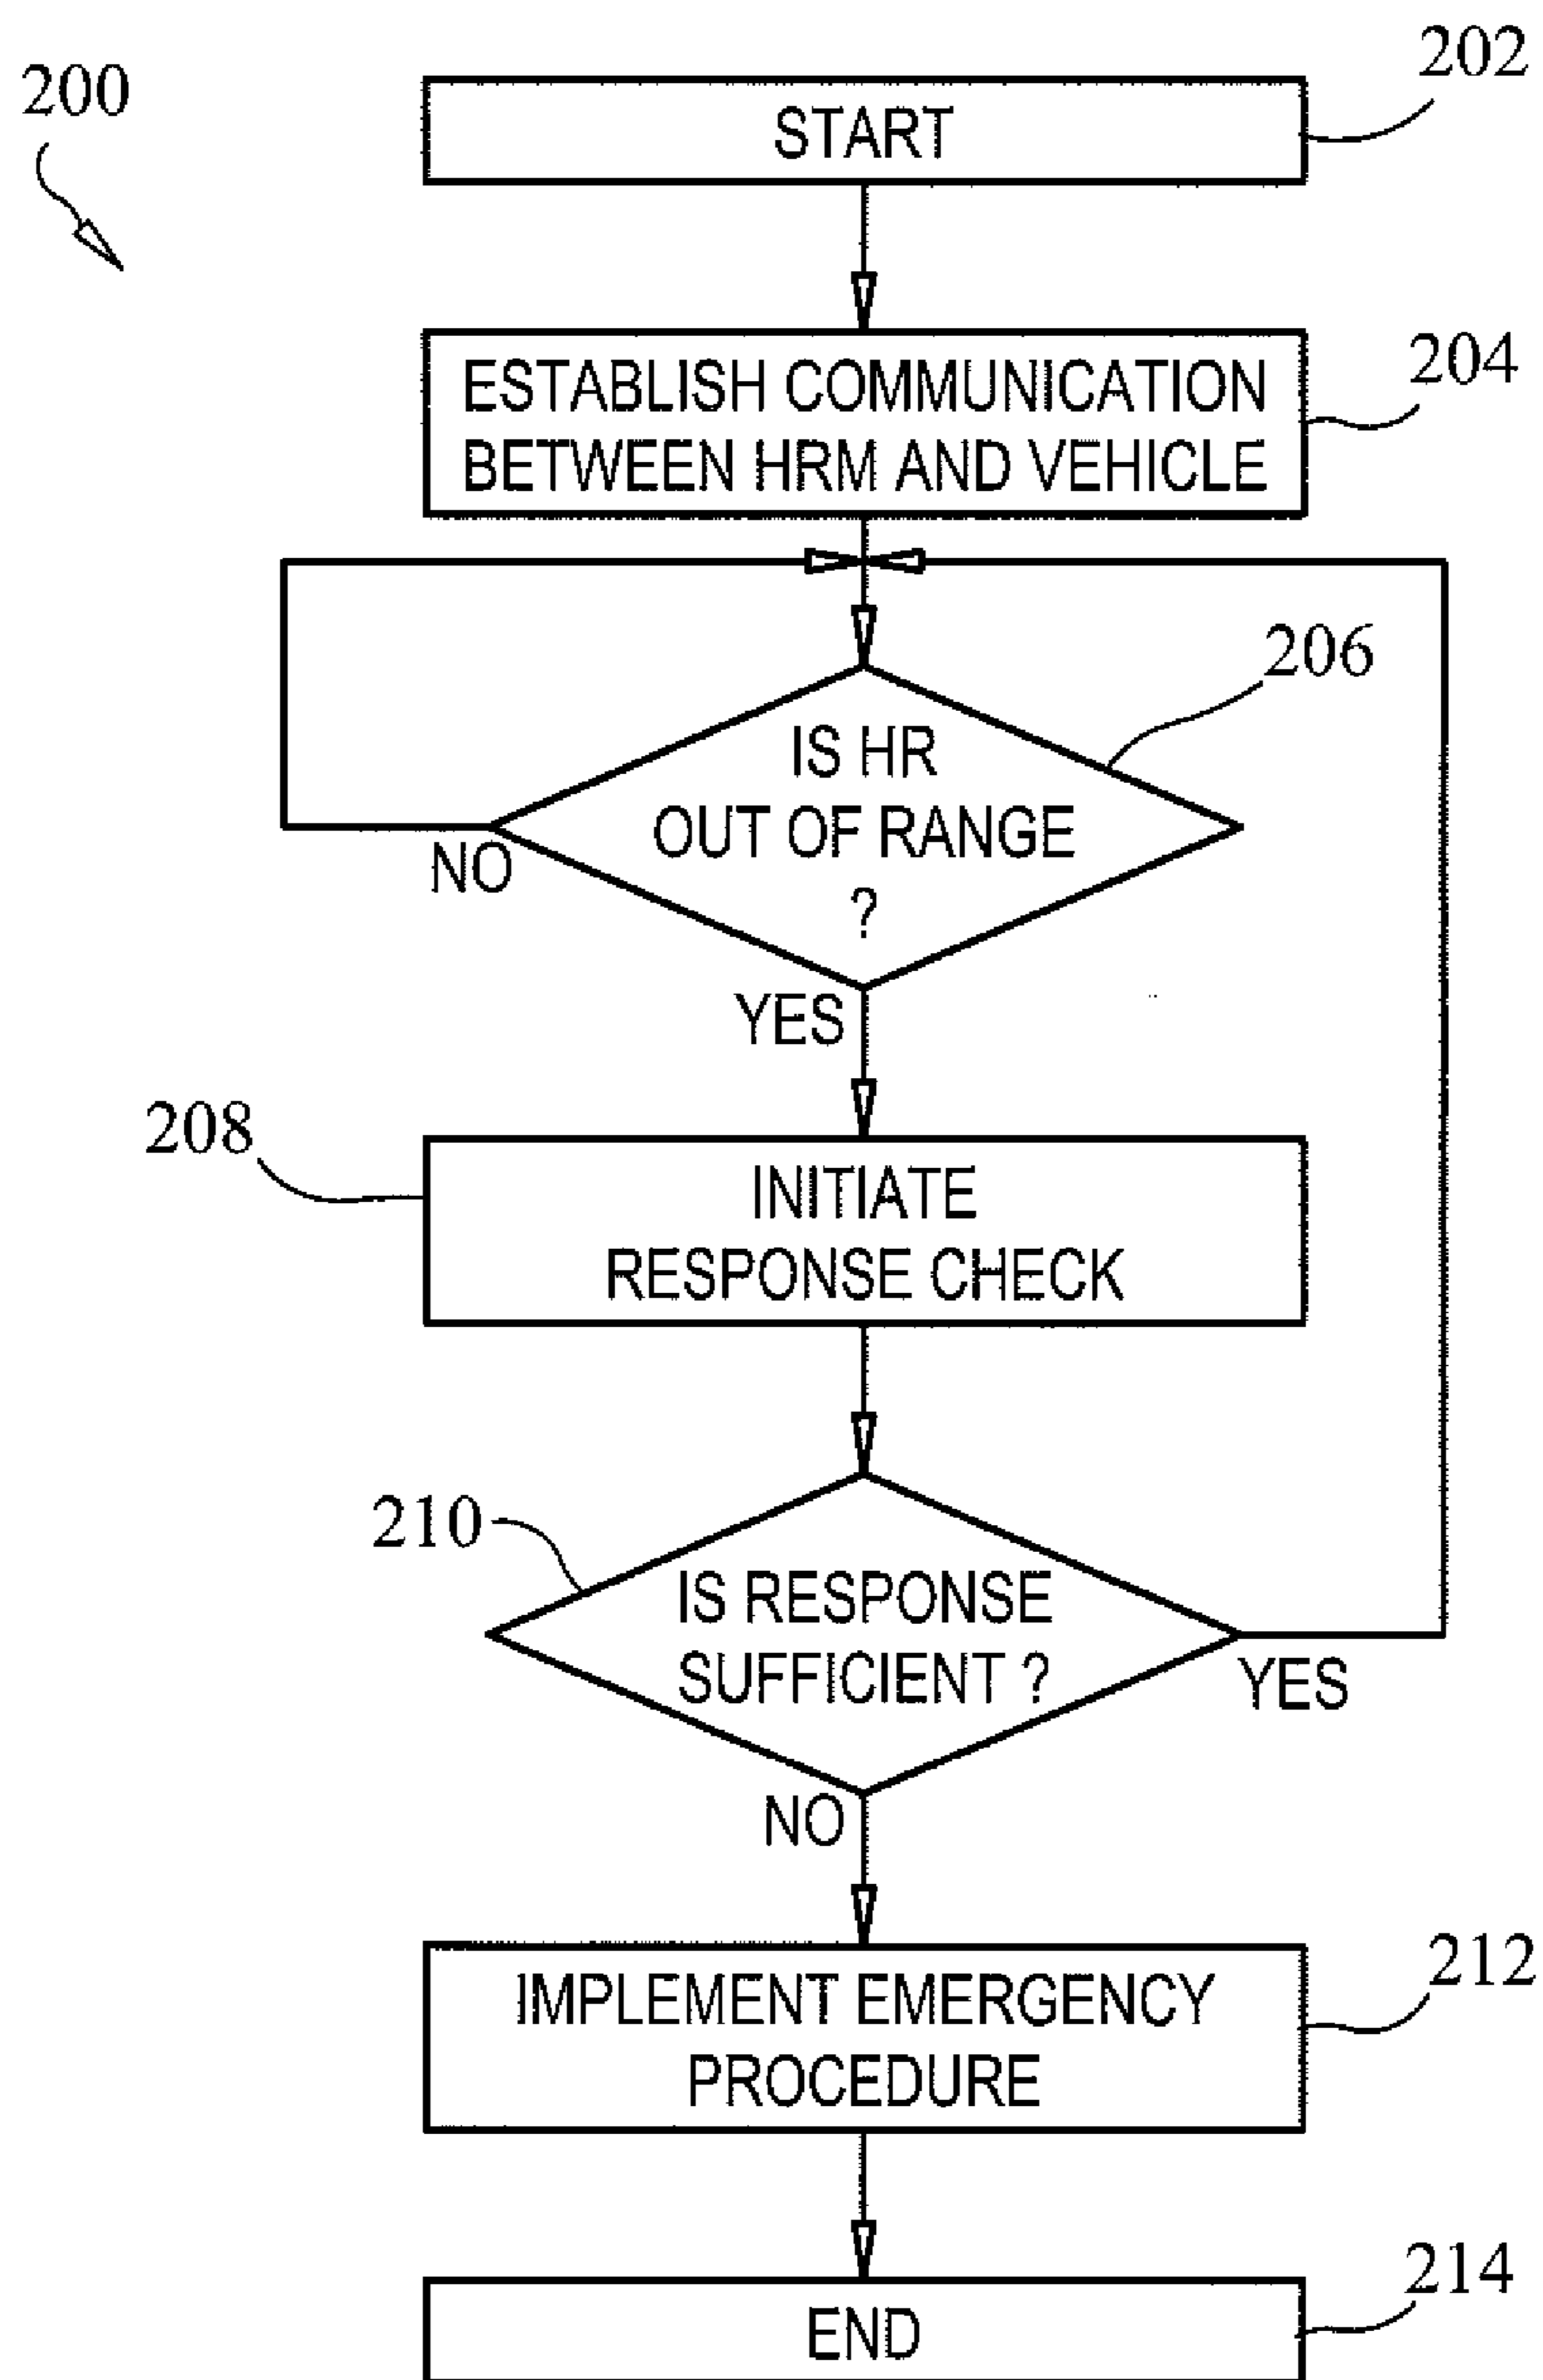 200
202
START
204
ESTABLISH COMMUNICATION
BETWEEN HRM AND VEHICLE
206
IS HR
OUT OF RANGE
?
NO
YES
208
INITIATE
RESPONSE CHECK
210
IS RESPONSE
SUFFICIENT ?
YES
NO
212
IMPLEMENT EMERGENCY
PROCEDURE
214
END